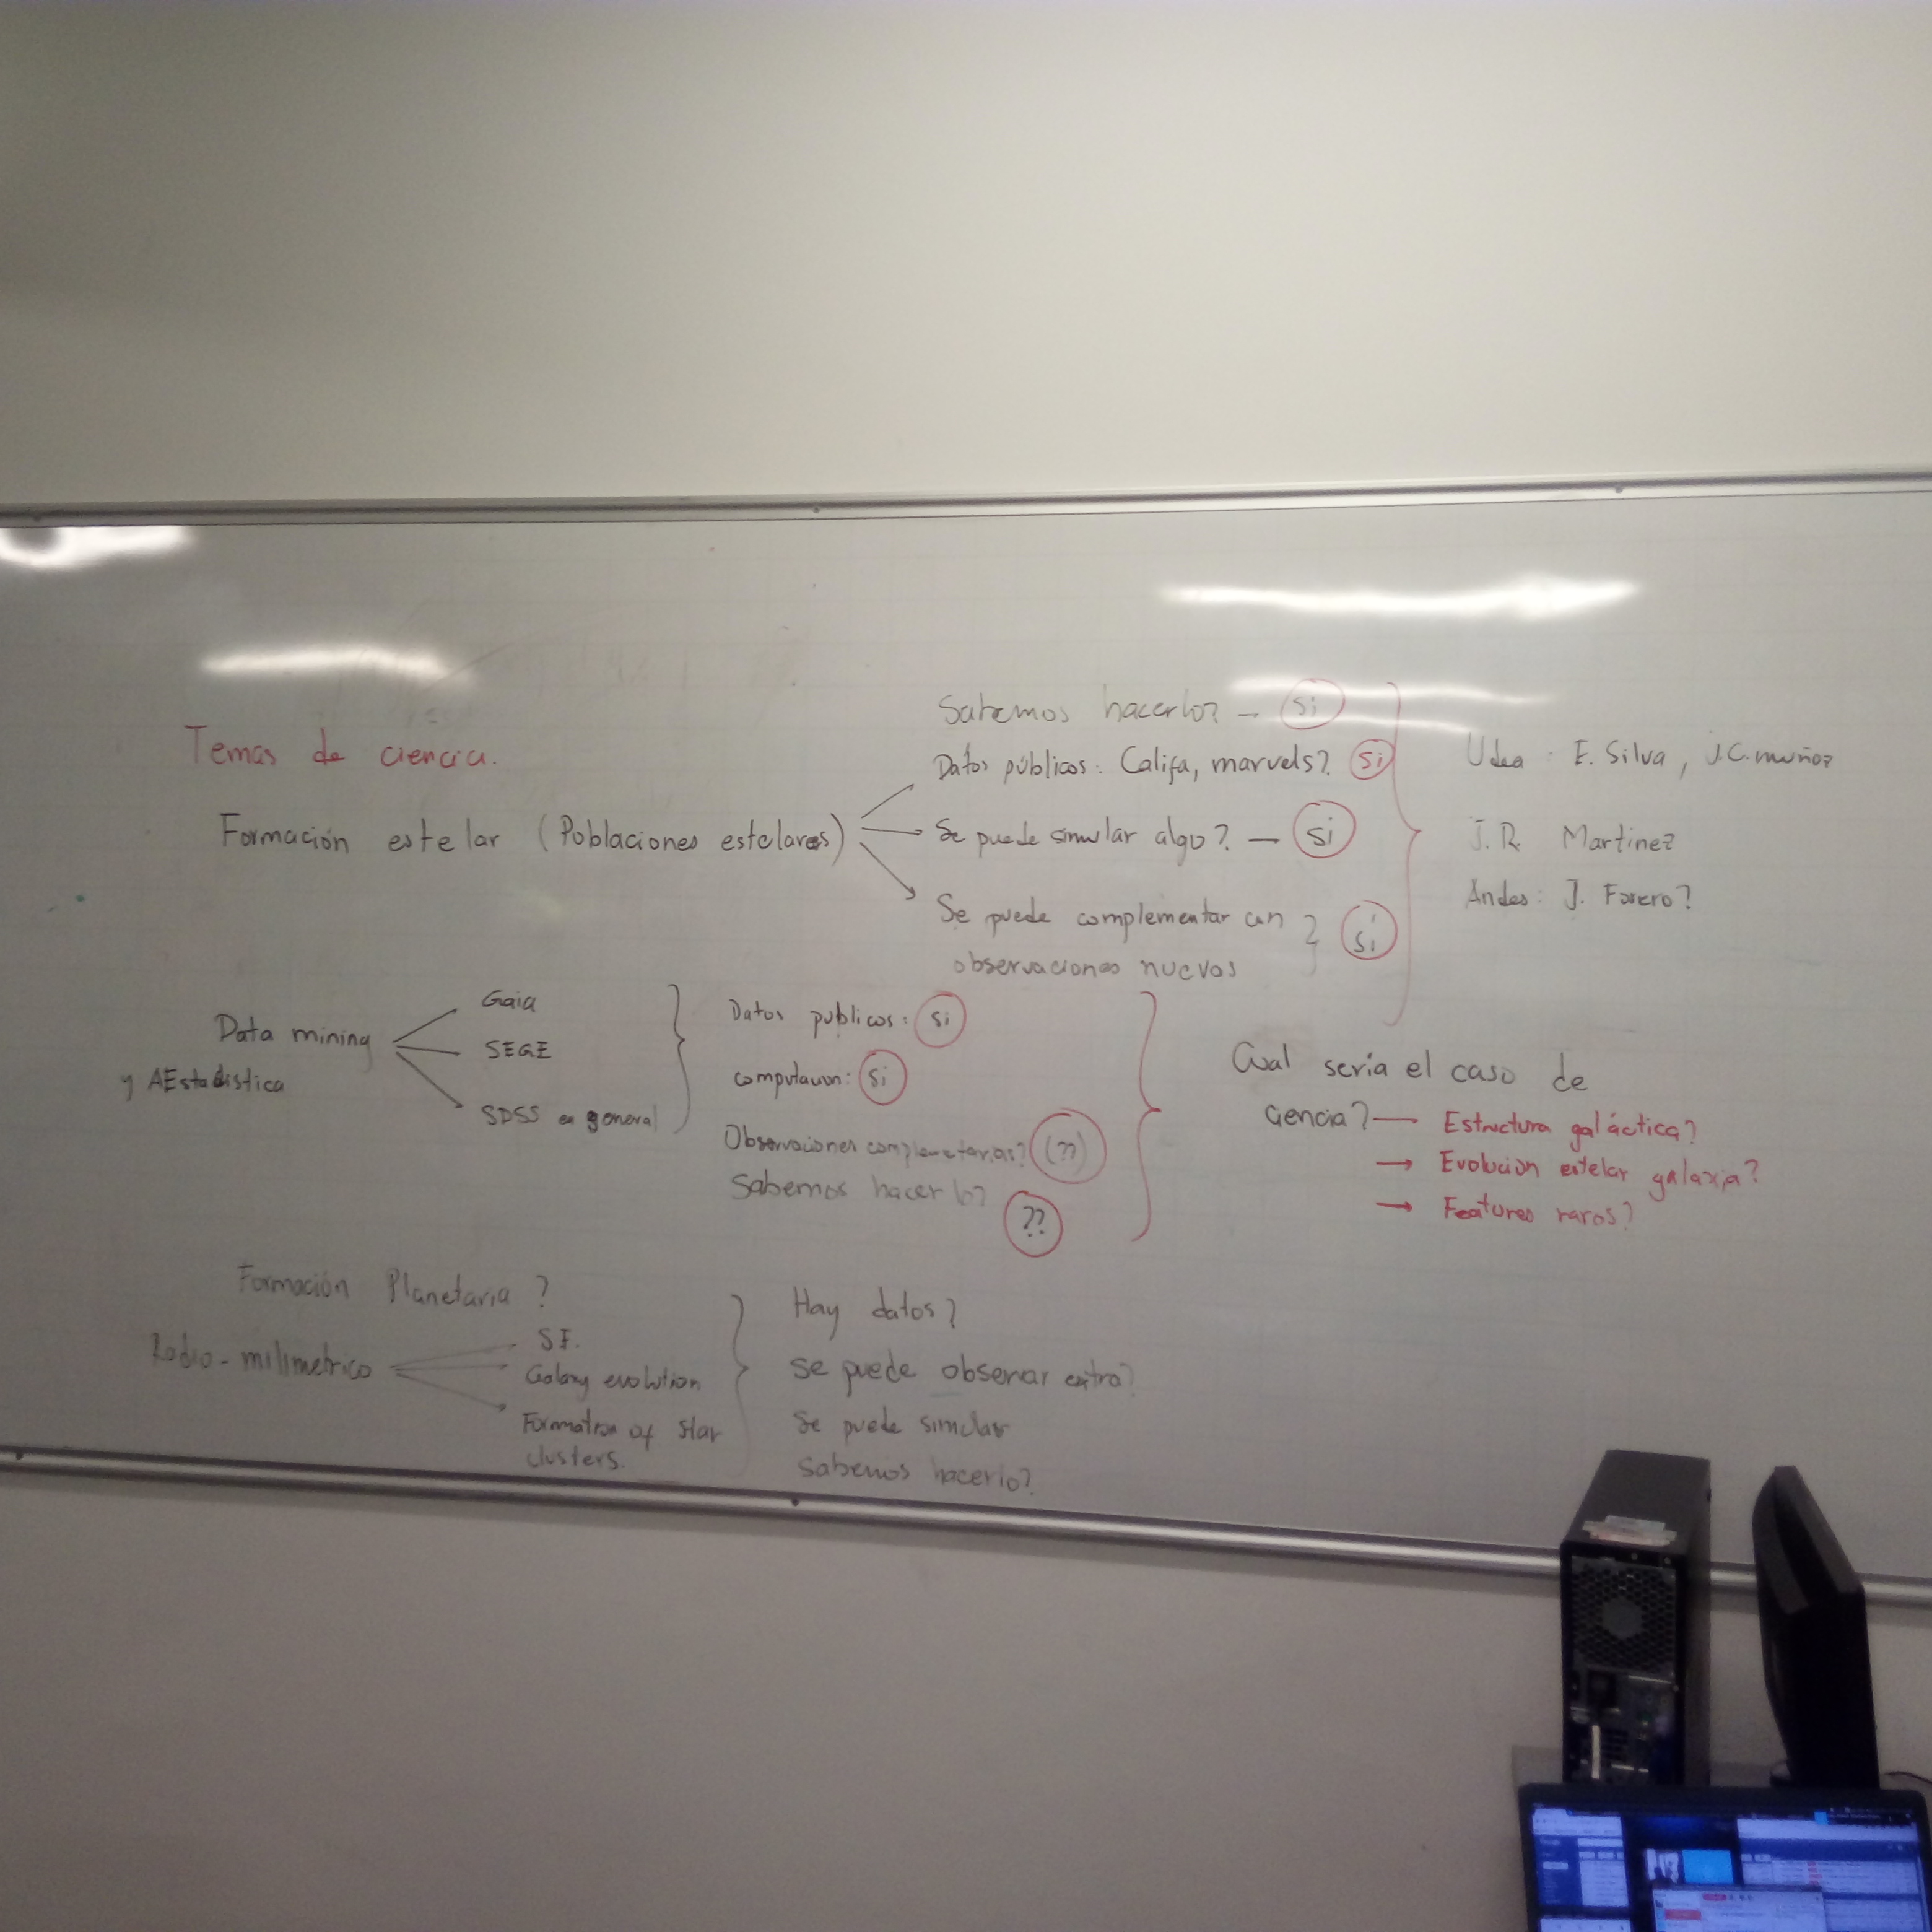 Temas de ciencia.
Formación estelar (Poblaciones estelares)
Sabemos hacerlo? - Si
Datos públicos: Califa, marvels? Si
Se puede simular algo? - Si
Se puede complementar con
observaciones nuevas
Si
Udea: E. Silva, J.C. muñoz
J. R. Martinez
Andes: J. Forero?
Data mining
y AEstadistica
Gaia
SEGE
SDSS en general
Datos publicos: Si
computacion: Si
Observaciones complementarias? (??)
Sabemos hacerlo?
??
Cual sería el caso de
ciencia? — Estructura galáctica?
→ Evolucion estelar galaxia?
→ Features raros?
Formación Planetaria?
Radio-milimetrico
SF.
Galaxy evolution
Formation of star
clusters.
Hay datos?
se puede observar extra?
Se puede simular
Sabemos hacerlo?